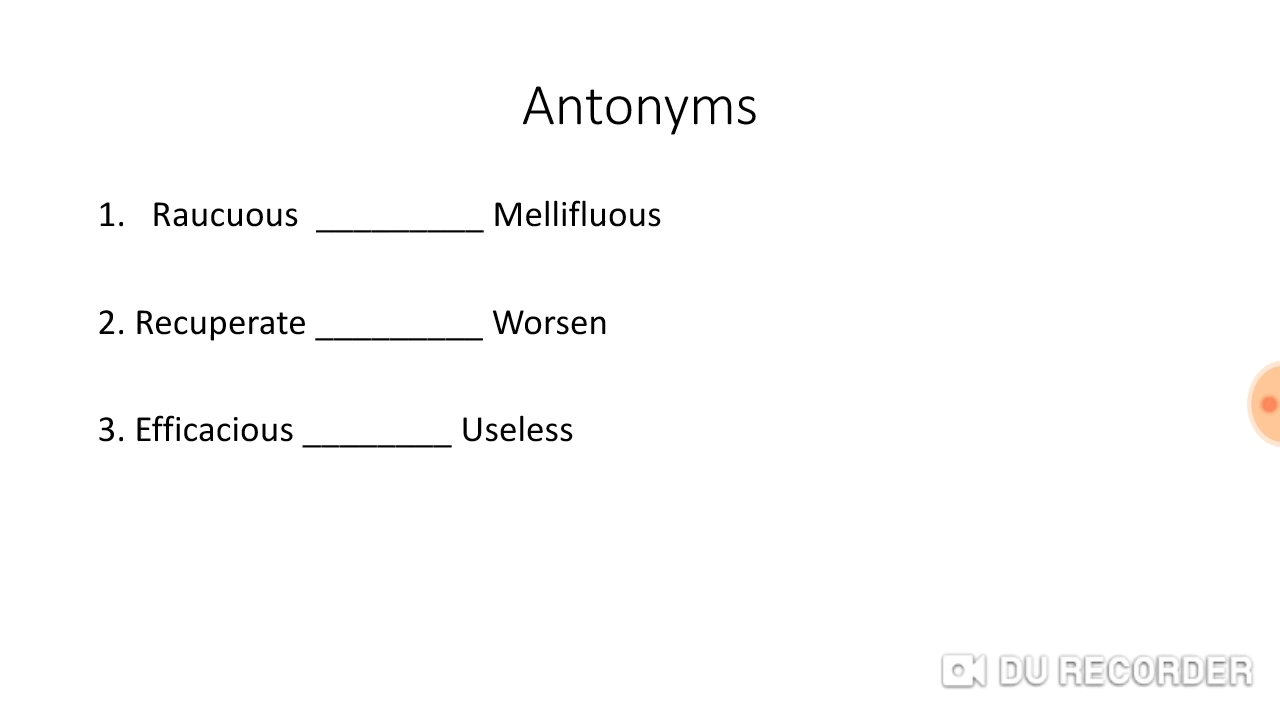 Antonyms
1. Raucuous _________ Mellifluous
2. Recuperate _________ Worsen
3. Efficacious ________ Useless
DU RECORDER